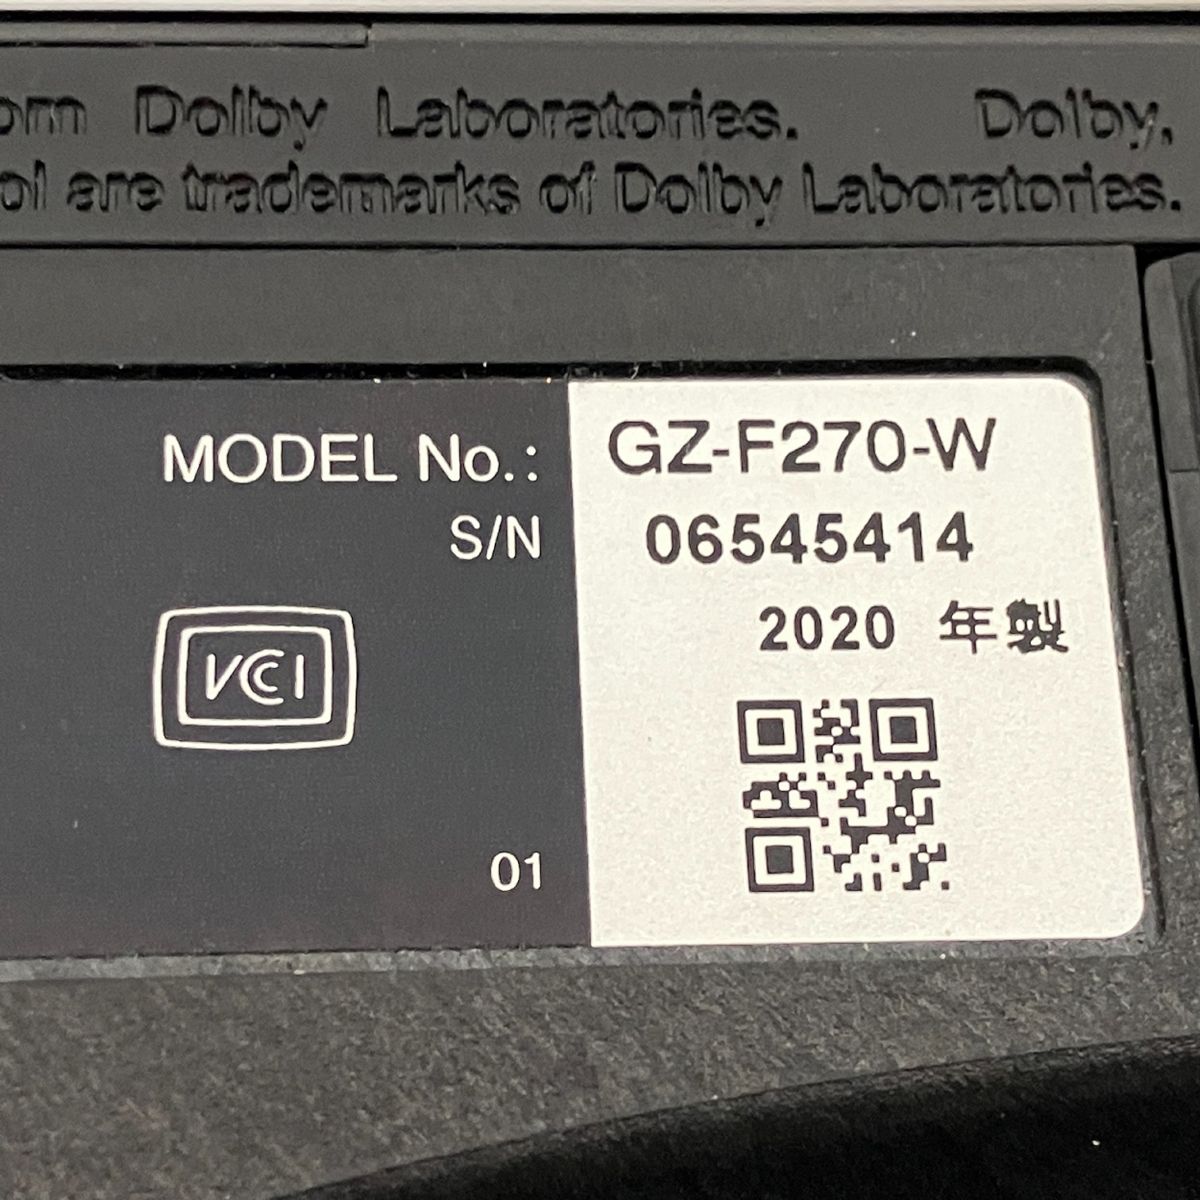 om Dolby Laboratories. Dolby,
ol are trademarks of Dolby Laboratories.
MODEL No.: GZ-F270-W
S/N 06545414
2020 年製
VCCI
01